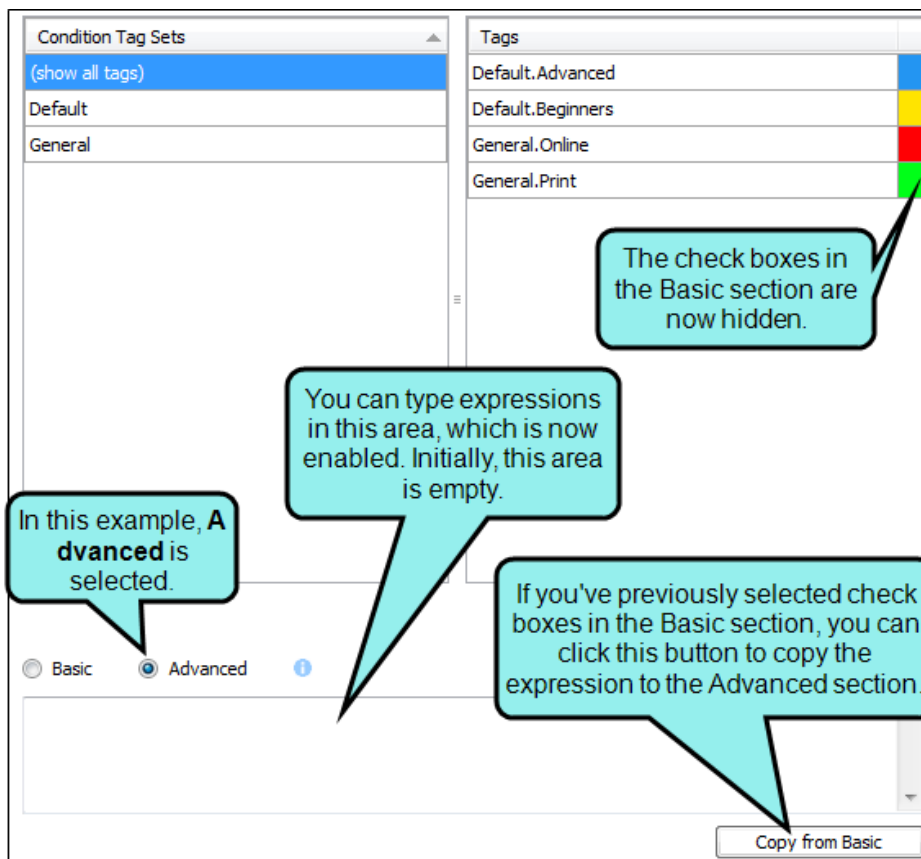 Condition Tag Sets
Tags
(show all tags)
Default.Advanced
Default
Default.Beginners
General
General.Online
General.Print
The check boxes in
the Basic section are
now hidden.
You can type expressions
in this area, which is now
enabled. Initially, this area
is empty.
In this example, A
dvanced is
selected.
If you've previously selected check
boxes in the Basic section, you can
click this button to copy the
expression to the Advanced section.
Basic
Advanced
Copy from Basic